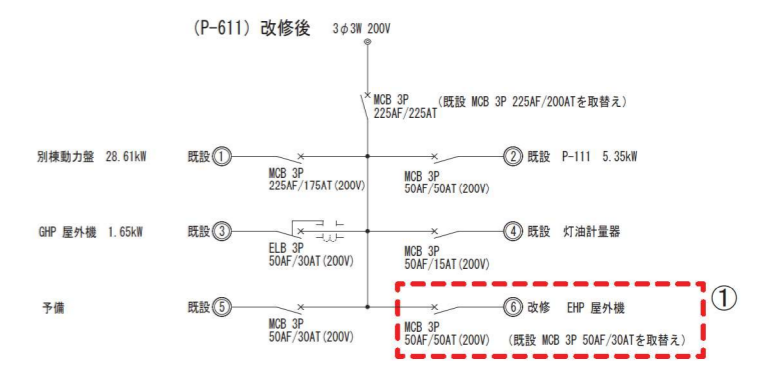 (P-611) 改修後 3φ3W 200V
MCB 3P (既設 MCB 3P 225AF/200ATを取替え)
225AF/225AT
別棟動力盤 28.61kW 既設①
MCB 3P
225AF/175AT(200V)
②既設 P-111 5.35kW
MCB 3P
50AF/50AT(200V)
GHP 屋外機 1.65kW 既設③
ELB 3P
50AF/30AT(200V)
④既設 灯油計量器
MCB 3P
50AF/15AT(200V)
予備 既設⑤
MCB 3P
50AF/30AT(200V)
⑥改修 EHP 屋外機
MCB 3P
50AF/50AT(200V) (既設 MCB 3P 50AF/30ATを取替え)
①